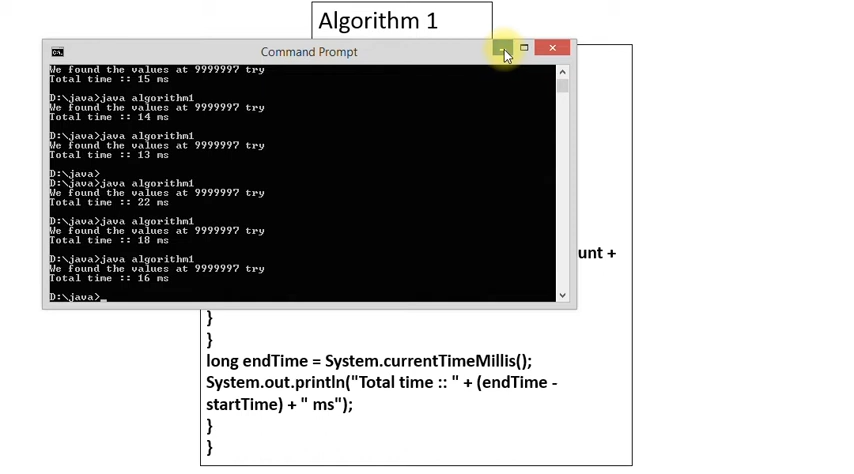 Algorithm 1
Command Prompt
We found the values at 9999997 try
Total time :: 15 ms
D:\java>java algorithm1
We found the values at 9999997 try
Total time :: 14 ms
D:\java>java algorithm1
We found the values at 9999997 try
Total time :: 13 ms
D:\java>
D:\java>java algorithm1
We found the values at 9999997 try
Total time :: 22 ms
D:\java>java algorithm1
We found the values at 9999997 try
Total time :: 18 ms
D:\java>java algorithm1
We found the values at 9999997 try
Total time :: 16 ms
D:\java>_
unt +
}
}
long endTime = System.currentTimeMillis();
System.out.println("Total time :: " + (endTime -
startTime) + " ms");
}
}